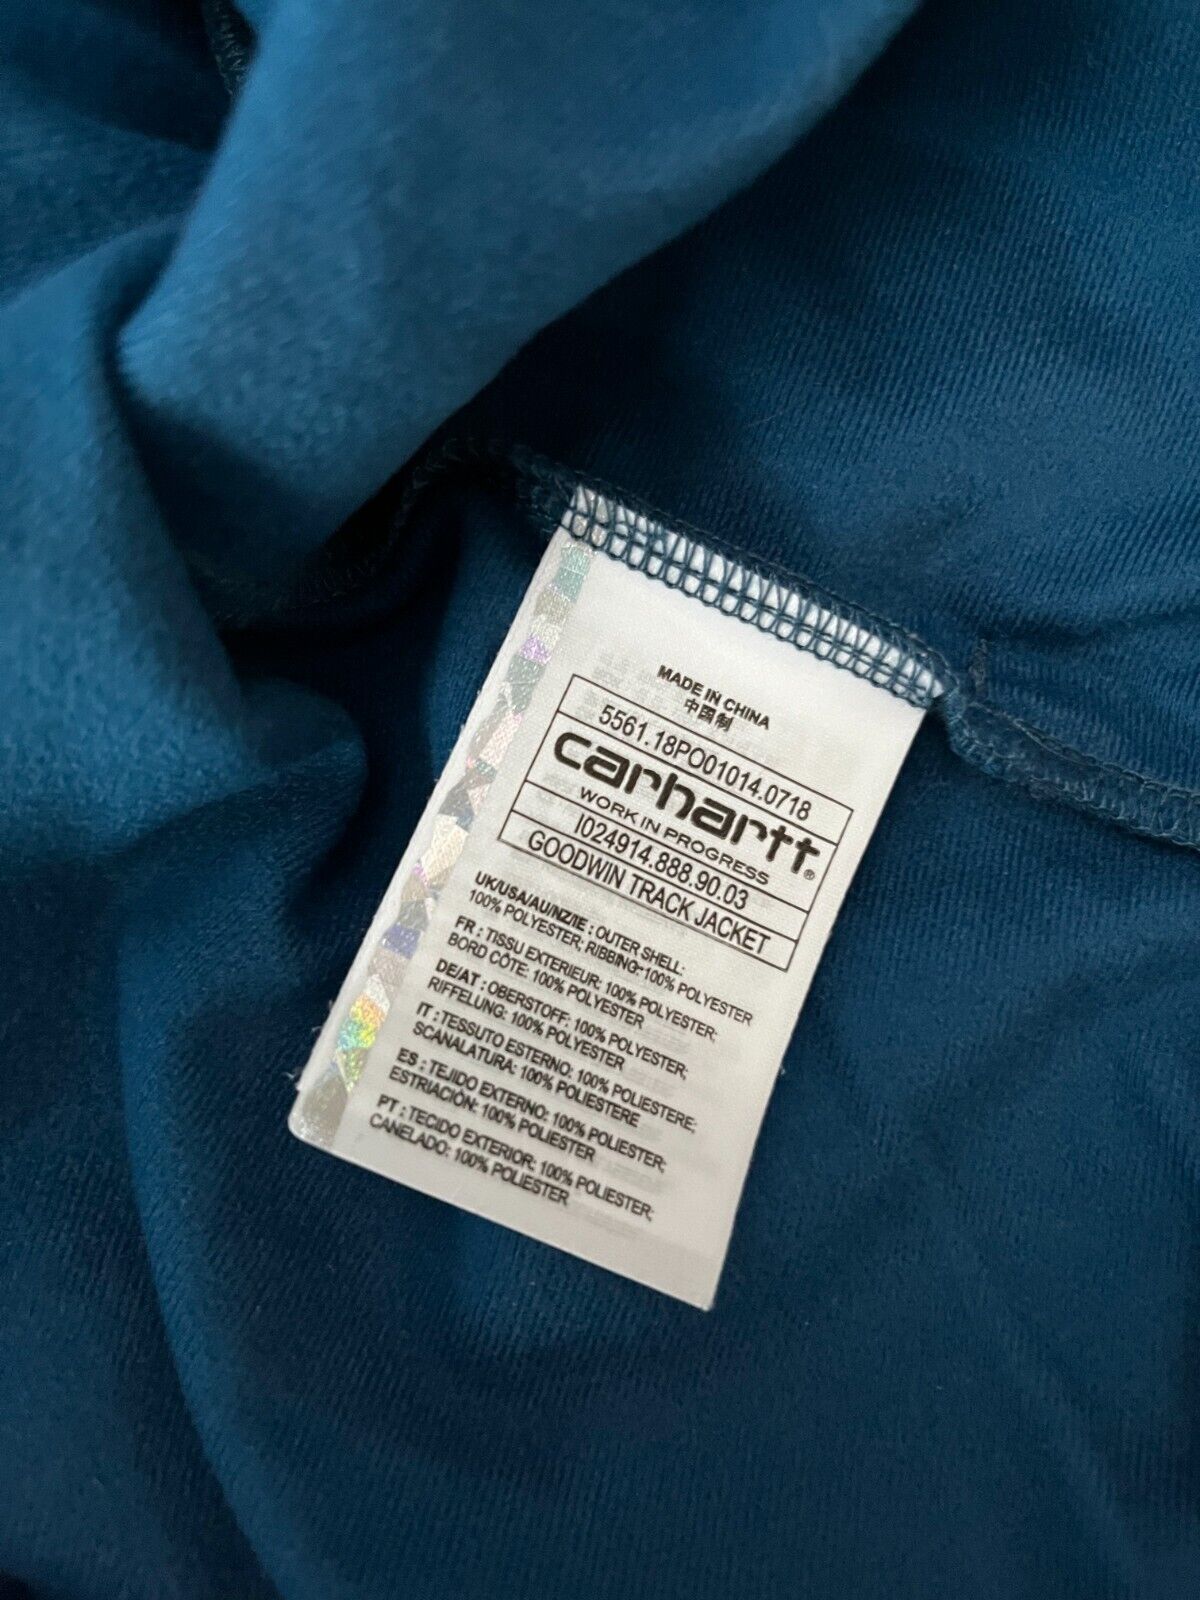 MADE IN CHINA
中国制
5561.18PO01014.0718
carhartt®
WORK IN PROGRESS
I024914.888.90.03
GOODWIN TRACK JACKET
UK/USA/AU/NZ/IE : OUTER SHELL:
100% POLYESTER; RIBBING-100% POLYESTER
FR : TISSU EXTERIEUR: 100% POLYESTER;
BORD CÔTE: 100% POLYESTER
DE/AT : OBERSTOFF: 100% POLYESTER;
RIFFELUNG: 100% POLYESTER
IT : TESSUTO ESTERNO: 100% POLIESTERE;
SCANALATURA: 100% POLIESTERE
ES : TEJIDO EXTERNO: 100% POLIESTER;
ESTRIACIÓN: 100% POLIESTER
PT : TECIDO EXTERIOR: 100% POLIESTER;
CANELADO: 100% POLIESTER